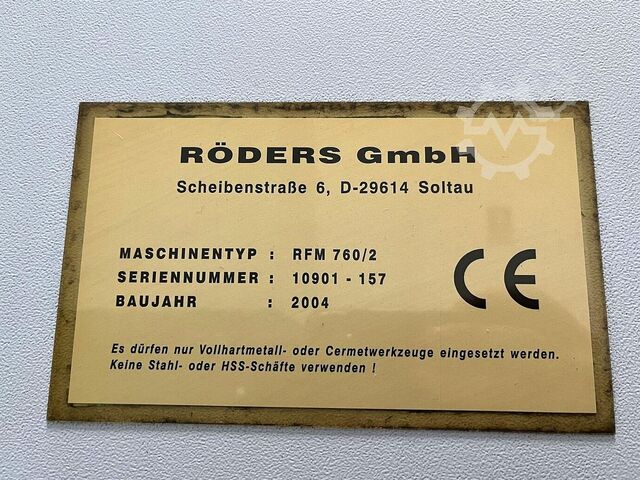 RÖDERS GmbH
Scheibenstraße 6, D-29614 Soltau
MASCHINENTYP : RFM 760/2
SERIENNUMMER : 10901 - 157
BAUJAHR : 2004
CE
Es dürfen nur Vollhartmetall- oder Cermetwerkzeuge eingesetzt werden.
Keine Stahl- oder HSS-Schäfte verwenden !